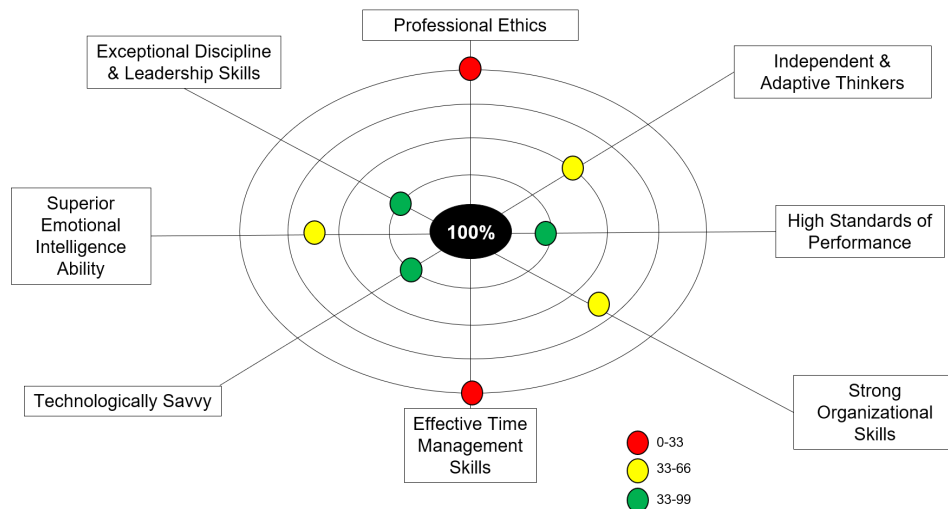 Professional Ethics
Exceptional Discipline
& Leadership Skills
Independent &
Adaptive Thinkers
Superior
Emotional
Intelligence
Ability
100%
High Standards of
Performance
Technologically Savvy
Effective Time
Management
Skills
Strong
Organizational
Skills
0-33
33-66
33-99